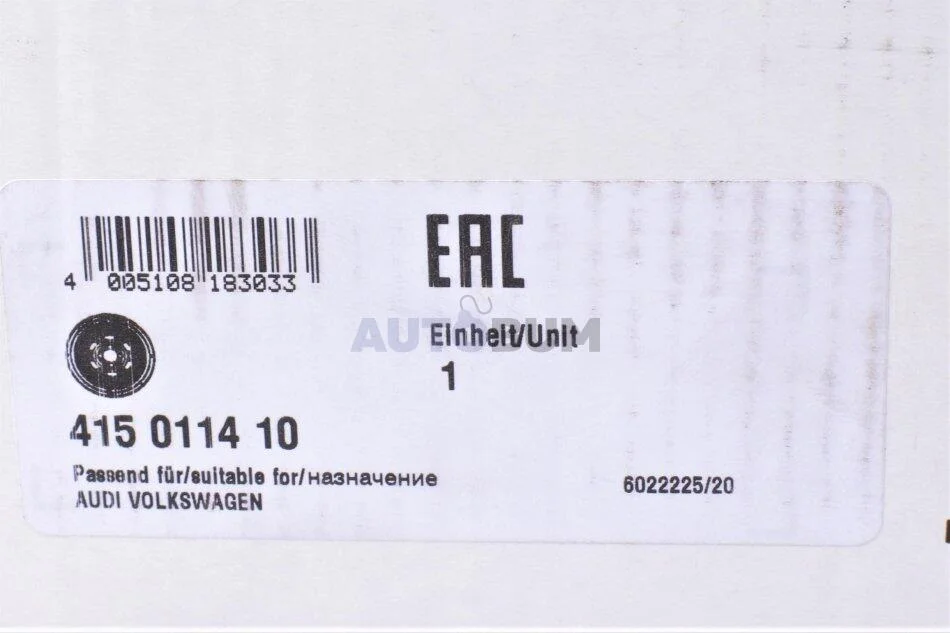 EAC
4 005108 183033
AUTOBUM
Einheit/Unit
1
415 0114 10
Passend für/suitable for/назначение
AUDI VOLKSWAGEN
6022225/20